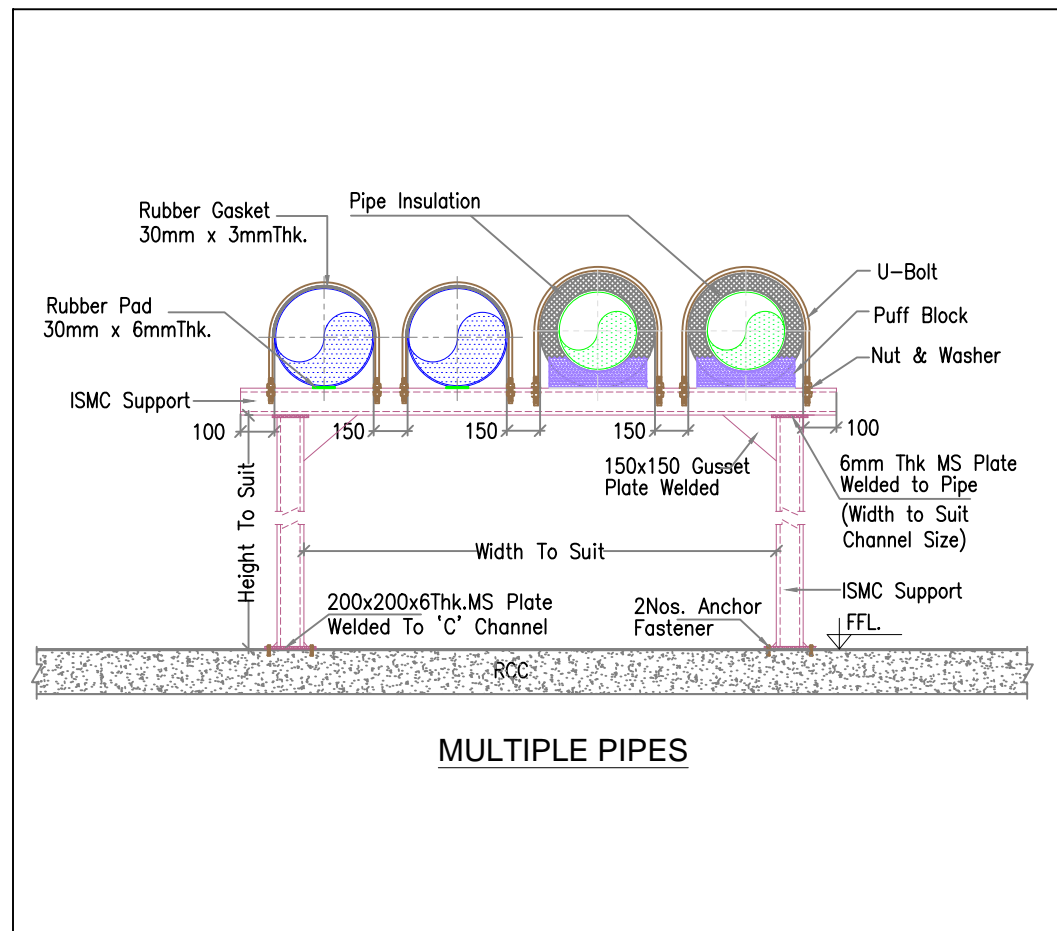 Rubber Gasket
30mm x 3mmThk.
Pipe Insulation
Rubber Pad
30mm x 6mmThk.
U-Bolt
Puff Block
Nut & Washer
ISMC Support
100
150
150
150
100
150x150 Gusset
Plate Welded
6mm Thk MS Plate
Welded to Pipe
(Width to Suit
Channel Size)
Height To Suit
Width To Suit
ISMC Support
200x200x6Thk.MS Plate
Welded To 'C' Channel
2Nos. Anchor
Fastener
FFL.
RCC
MULTIPLE PIPES